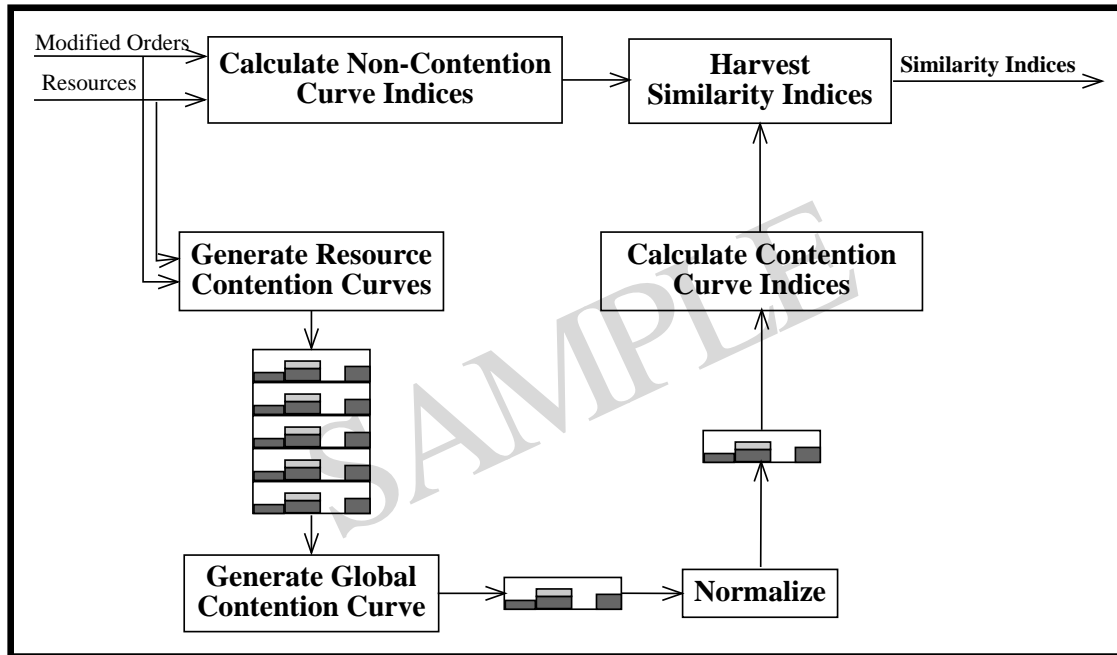 Modified Orders
Resources
Calculate Non-Contention
Curve Indices
Harvest
Similarity Indices
Similarity Indices
Generate Resource
Contention Curves
Calculate Contention
Curve Indices
SAMPLE
Generate Global
Contention Curve
Normalize